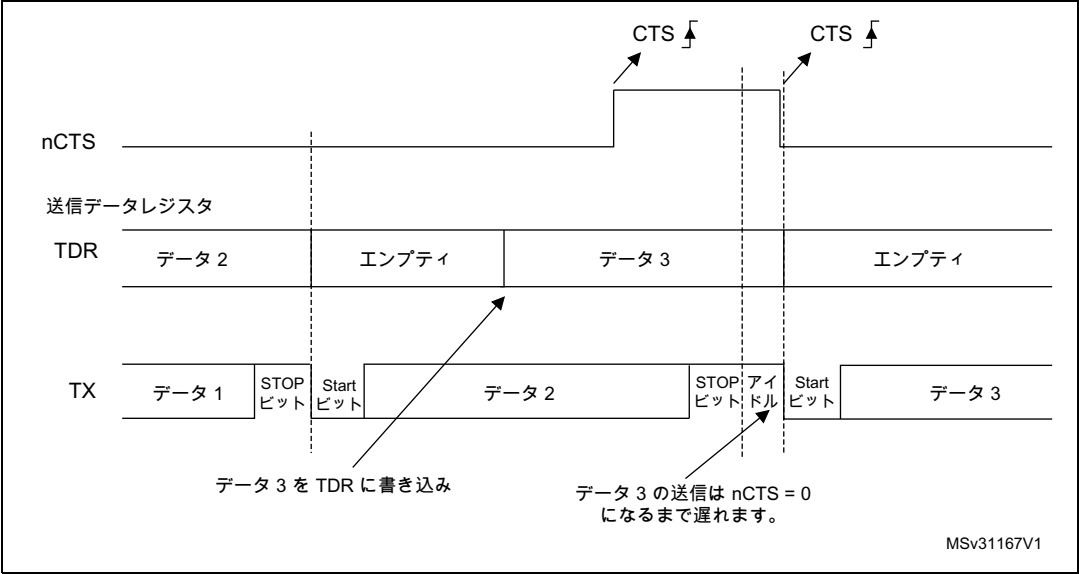 CTS
CTS
nCTS
送信データレジスタ
TDR
データ 2
エンプティ
データ 3
エンプティ
TX
データ 1
STOP
ビット
Start
ビット
データ 2
STOP
ビット
アイ
ドル
Start
ビット
データ 3
データ 3 を TDR に書き込み
データ 3 の送信は nCTS = 0
になるまで遅れます。
MSv31167V1